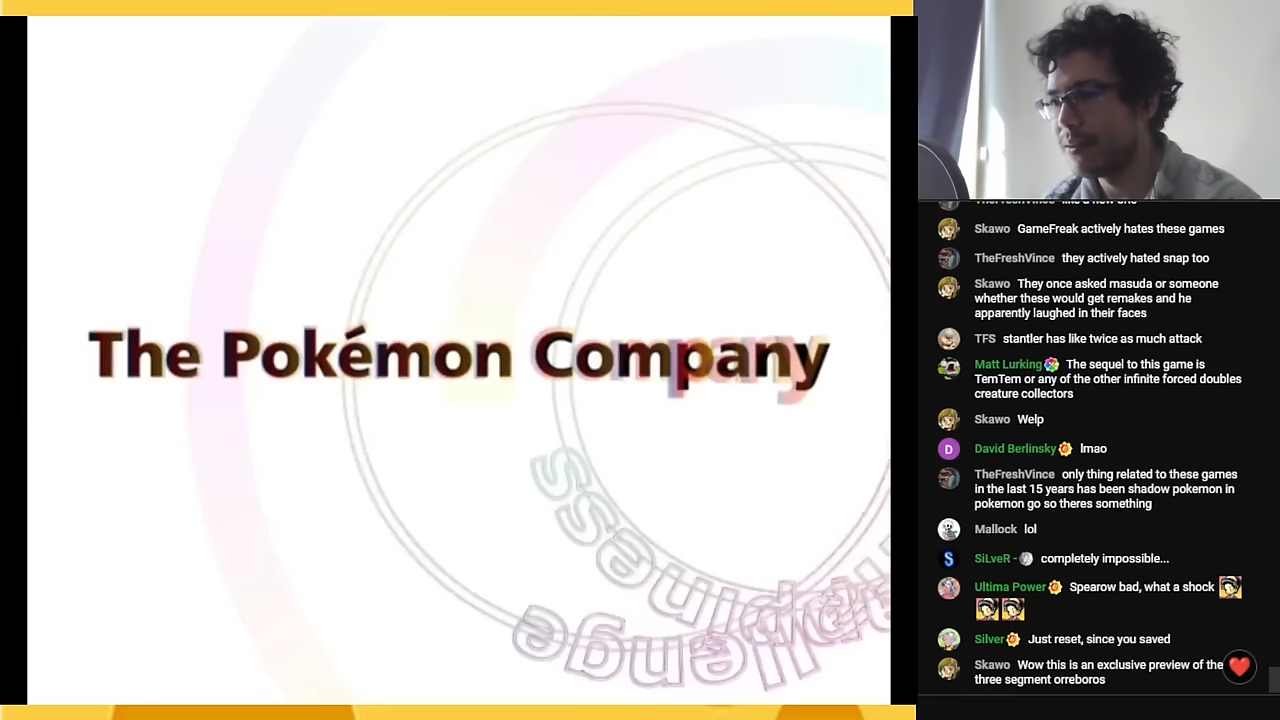 The Pokémon Company
ss
llenge
Skawo GameFreak actively hates these games
TheFreshVince they actively hated snap too
Skawo They once asked masuda or someone
whether these would get remakes and he
apparently laughed in their faces
TFS stantler has like twice as much attack
Matt Lurking The sequel to this game is
TemTem or any of the other infinite forced doubles
creature collectors
Skawo Welp
D David Berlinsky lmao
TheFreshVince only thing related to these games
in the last 15 years has been shadow pokemon in
pokemon go so theres something
Mallock lol
S SiLveR - completely impossible...
Ultima Power Spearow bad, what a shock
Silver Just reset, since you saved
Skawo Wow this is an exclusive preview of the
three segment orreboros